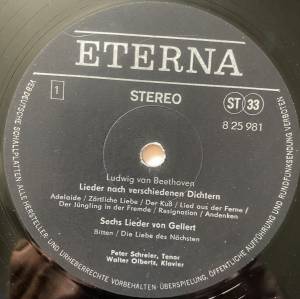 ETERNA
1
STEREO
ST 33
8 25 981
Ludwig van Beethoven
Lieder nach verschiedenen Dichtern
Adelaide / Zärtliche Liebe / Der Kuß / Lied aus der Ferne /
Der Jüngling in der Fremde / Resignation / Andenken
Sechs Lieder von Gellert
Bitten / Die Liebe des Nächsten
Peter Schreier, Tenor
Walter Olbertz, Klavier
VEB DEUTSCHE SCHALLPLATTEN · ALLE HERSTELLER- UND URHEBERRECHTE VORBEHALTEN · ÜBERSPIELUNG, ÖFFENTLICHE AUFFÜHRUNG UND RUNDFUNKSENDUNG VERBOTEN!